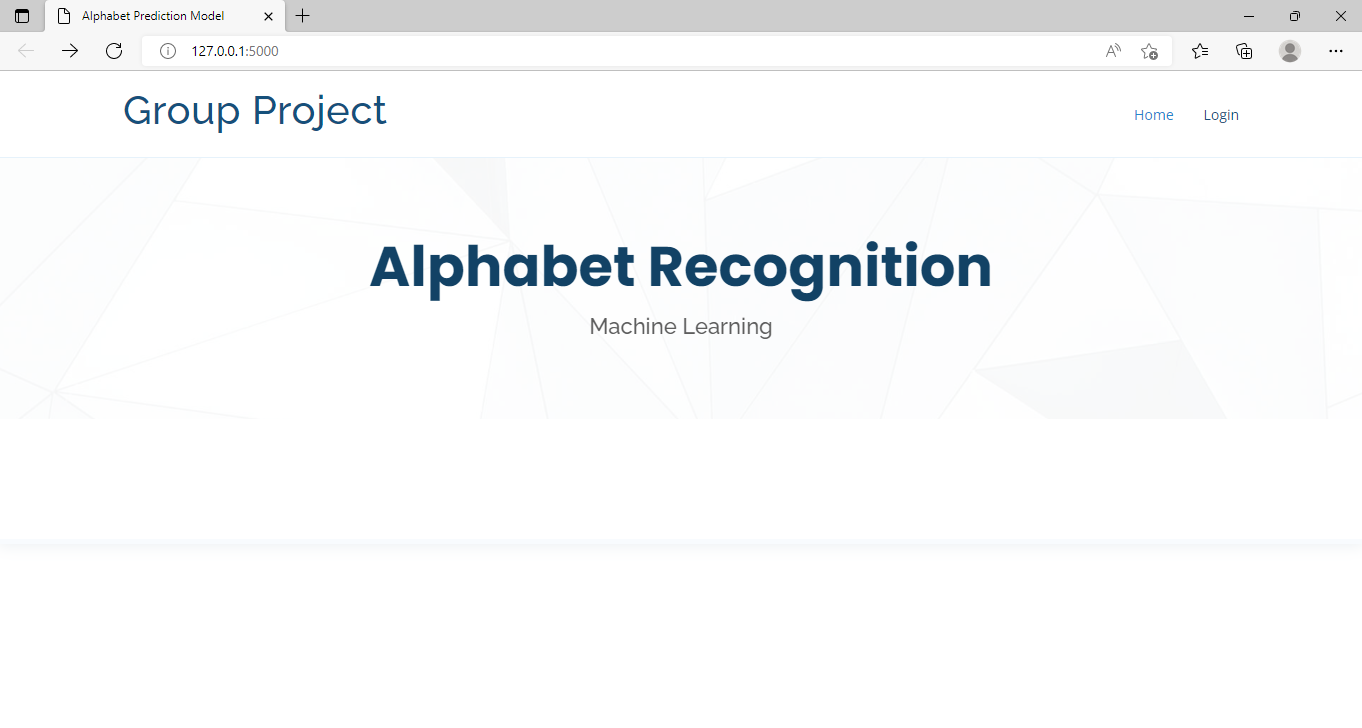 Alphabet Prediction Model
127.0.0.1:5000
Group Project
Home
Login
Alphabet Recognition
Machine Learning